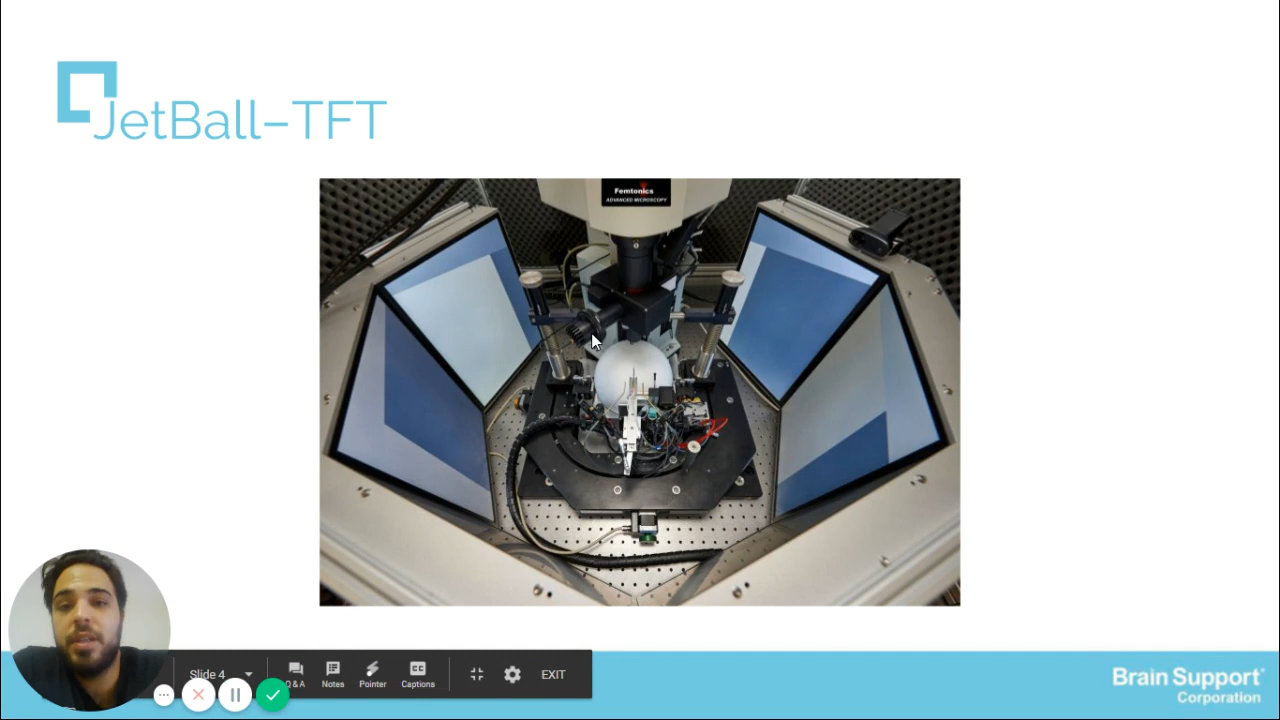 JetBall–TFT
Femtonics
ADVANCED MICROSCOPY
Slide 4
Q & A
Notes
Pointer
Captions
EXIT
Brain Support
Corporation